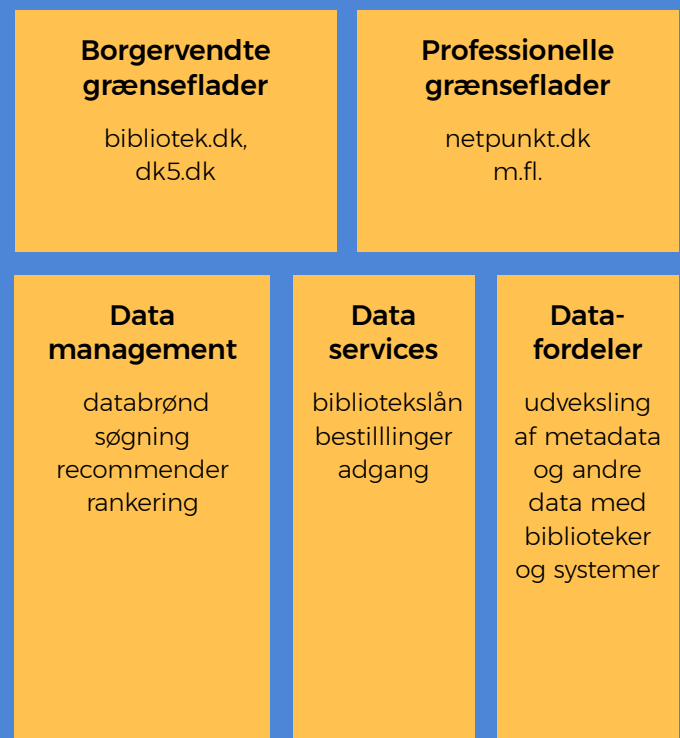 Borgervendte
grænseflader
bibliotek.dk,
dk5.dk
Professionelle
grænseflader
netpunkt.dk
m.fl.
Data
management
databrønd
søgning
recommender
rankering
Data
services
bibliotekslån
bestilllinger
adgang
Data-
fordeler
udveksling
af metadata
og andre
data med
biblioteker
og systemer